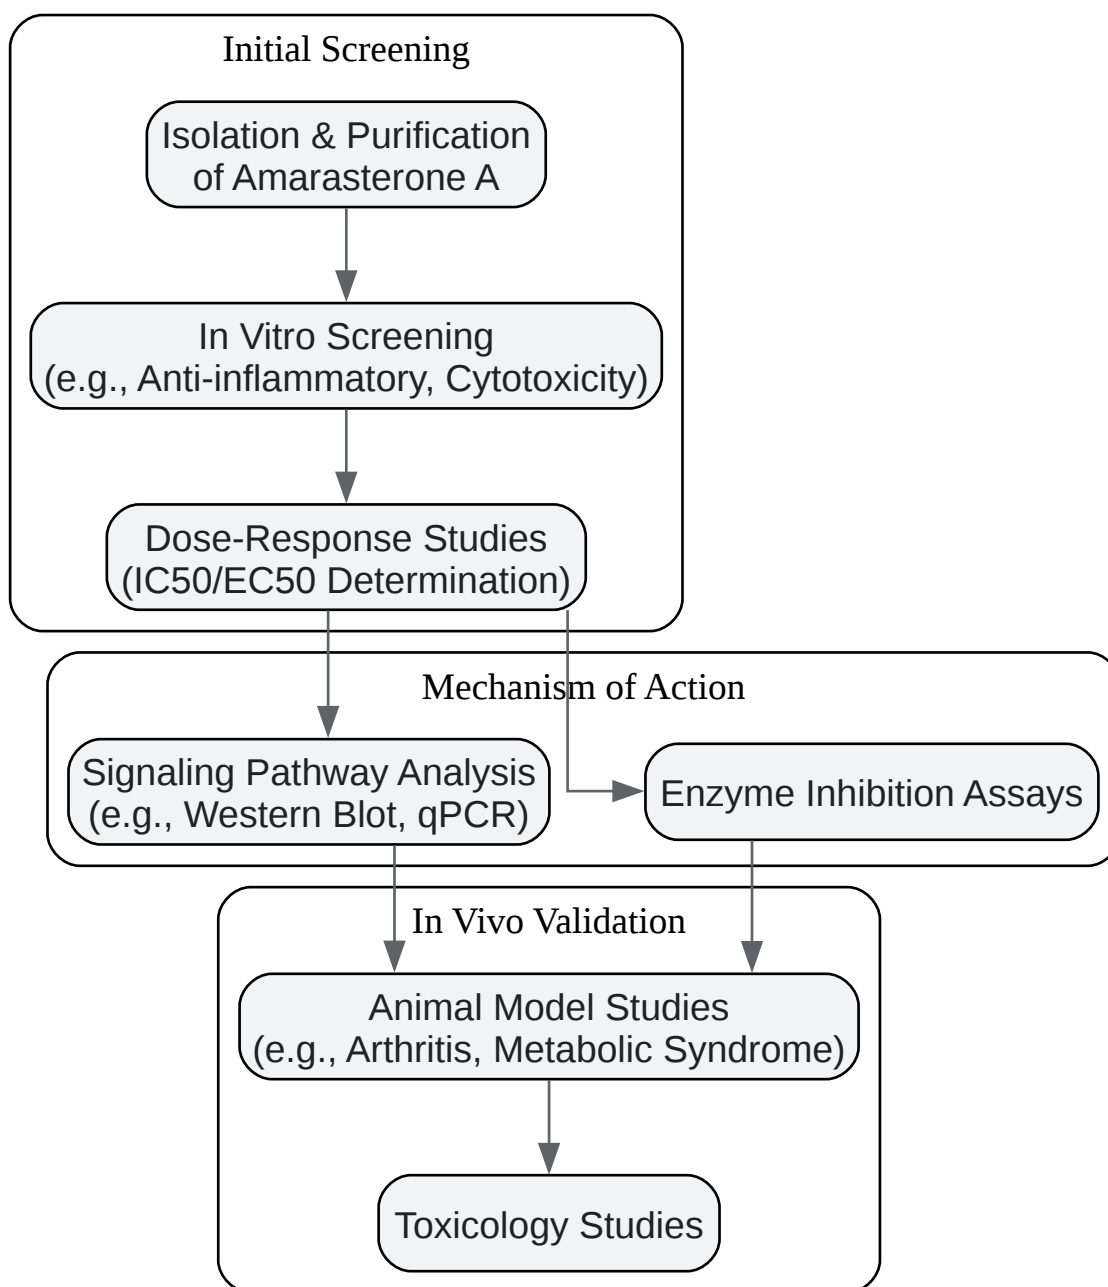 Initial Screening
Isolation & Purification
of Amarasterone A
In Vitro Screening
(e.g., Anti-inflammatory, Cytotoxicity)
Dose-Response Studies
(IC50/EC50 Determination)
Mechanism of Action
Signaling Pathway Analysis
(e.g., Western Blot, qPCR)
Enzyme Inhibition Assays
In Vivo Validation
Animal Model Studies
(e.g., Arthritis, Metabolic Syndrome)
Toxicology Studies